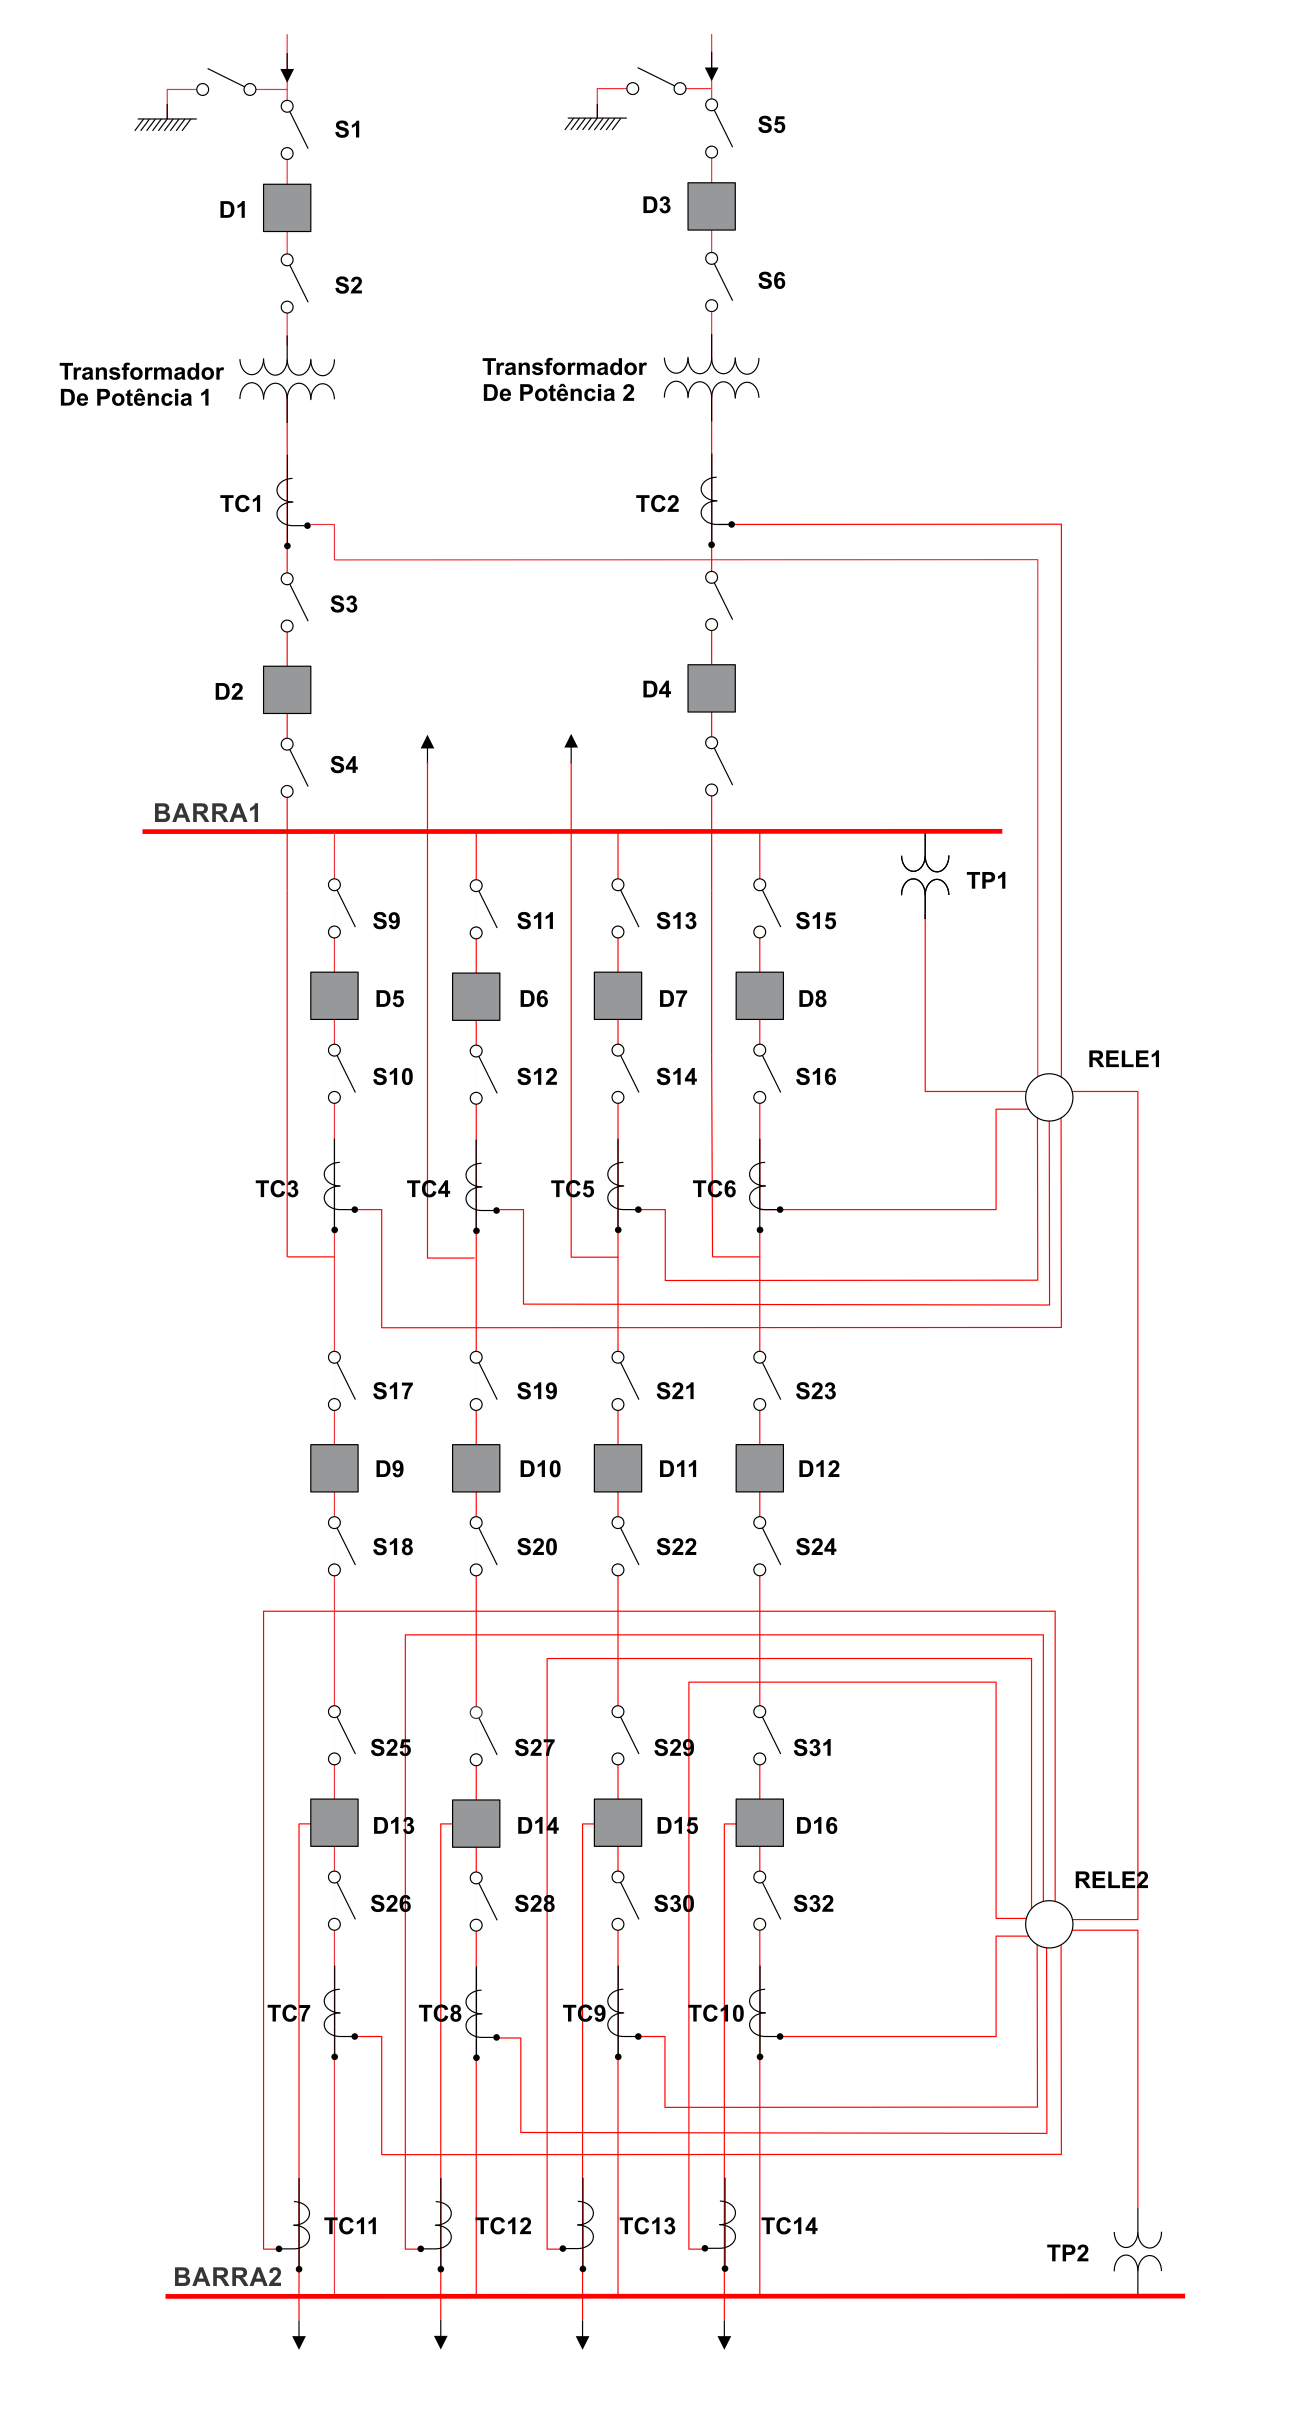 S1
S5
D1
D3
S2
S6
Transformador
De Potência 1
Transformador
De Potência 2
TC1
TC2
S3
D2
D4
S4
BARRA1
TP1
S9
S11
S13
S15
D5
D6
D7
D8
RELE1
S10
S12
S14
S16
TC3
TC4
TC5
TC6
S17
S19
S21
S23
D9
D10
D11
D12
S18
S20
S22
S24
S25
S27
S29
S31
D13
D14
D15
D16
RELE2
S26
S28
S30
S32
TC7
TC8
TC9
TC10
TC11
TC12
TC13
TC14
TP2
BARRA2